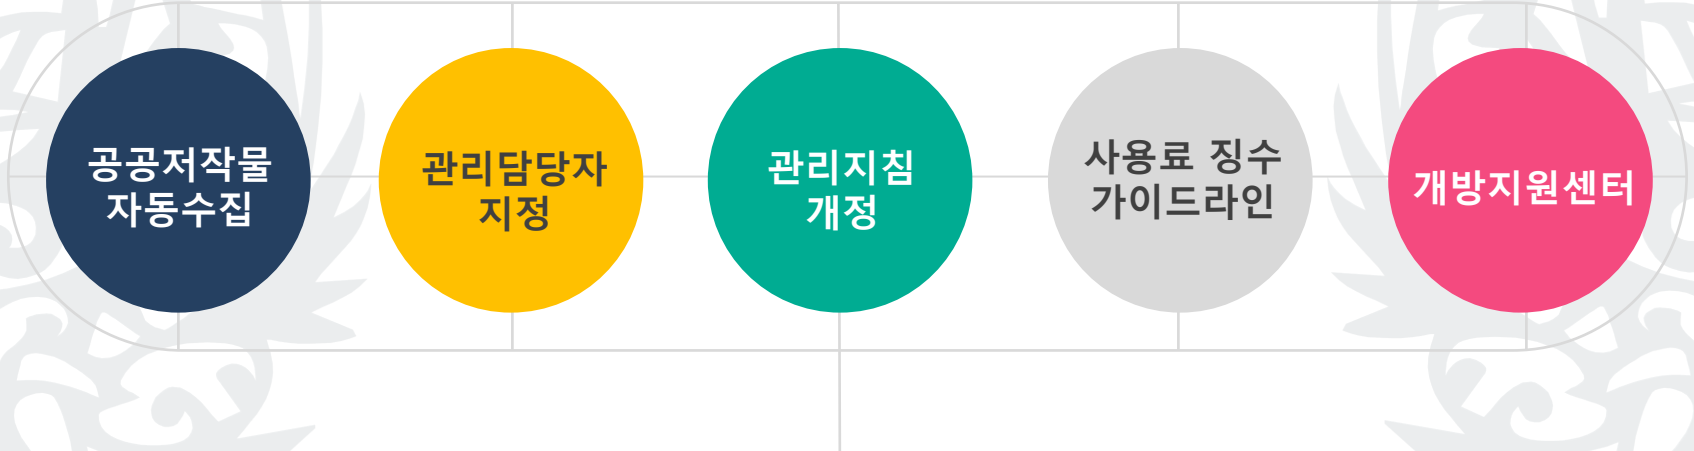 공공저작물
자동수집
관리담당자
지정
관리지침
개정
사용료 징수
가이드라인
개방지원센터